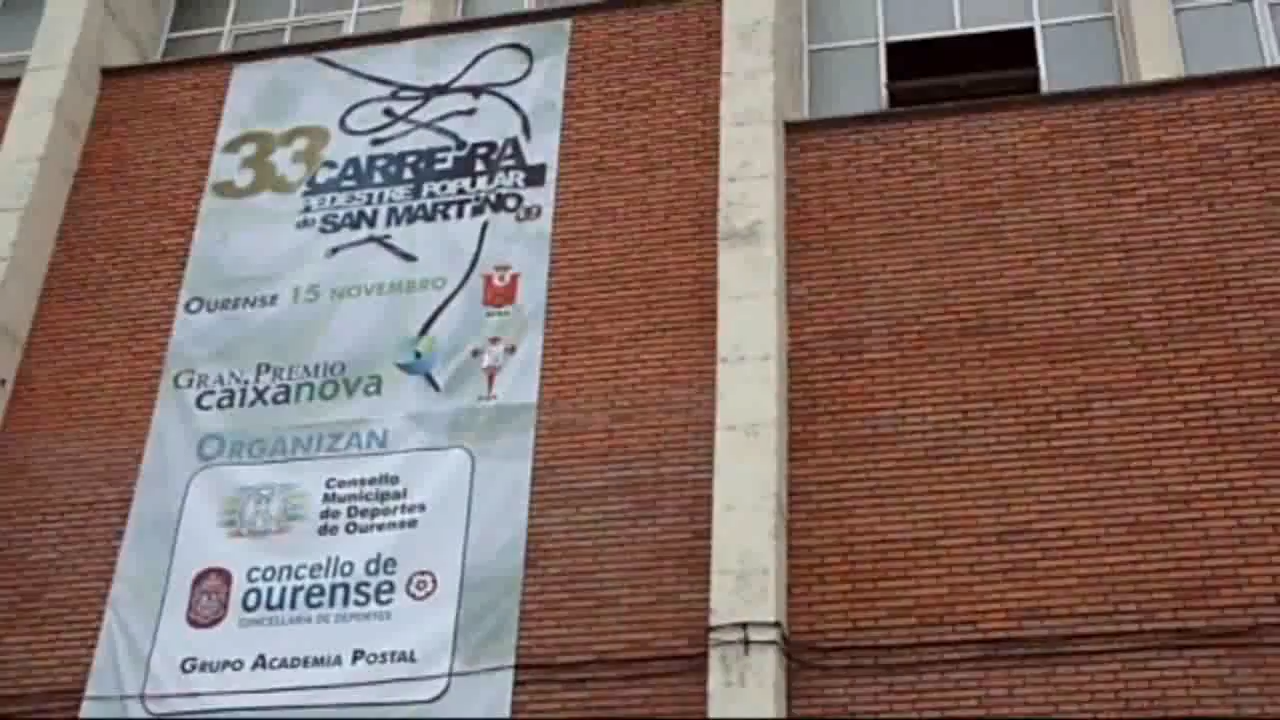 33 CARREIRA
PEDESTRE POPULAR
do SAN MARTIÑO 09
OURENSE 15 NOVEMBRO
GRAN PREMIO
caixanova
ORGANIZAN
Consello
Municipal
de Deportes
de Ourense
concello de
ourense
CONCELLARÍA DE DEPORTES
GRUPO ACADEMIA POSTAL